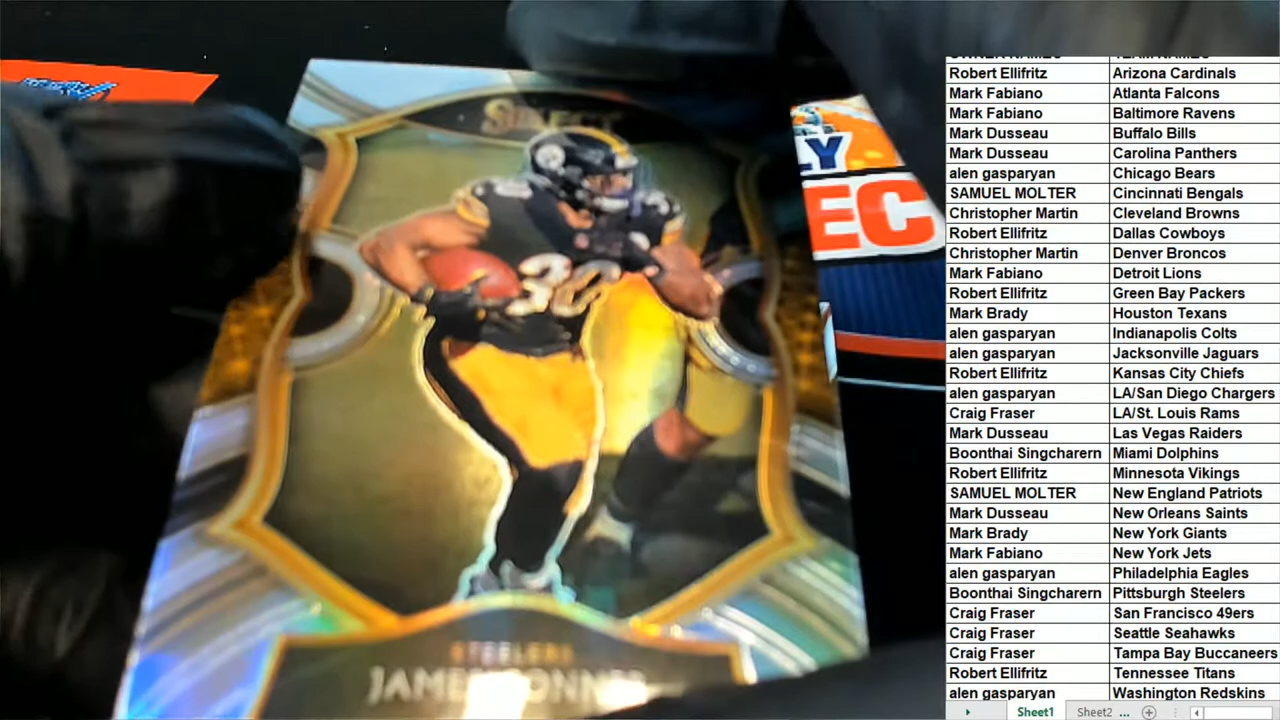 SELECT
30
STEELERS
LY
EC
Robert Ellifritz Arizona Cardinals
Mark Fabiano Atlanta Falcons
Mark Fabiano Baltimore Ravens
Mark Dusseau Buffalo Bills
Mark Dusseau Carolina Panthers
alen gasparyan Chicago Bears
SAMUEL MOLTER Cincinnati Bengals
Christopher Martin Cleveland Browns
Robert Ellifritz Dallas Cowboys
Christopher Martin Denver Broncos
Mark Fabiano Detroit Lions
Robert Ellifritz Green Bay Packers
Mark Brady Houston Texans
alen gasparyan Indianapolis Colts
alen gasparyan Jacksonville Jaguars
Robert Ellifritz Kansas City Chiefs
alen gasparyan LA/San Diego Chargers
Craig Fraser LA/St. Louis Rams
Mark Dusseau Las Vegas Raiders
Boonthai Singcharern Miami Dolphins
Robert Ellifritz Minnesota Vikings
SAMUEL MOLTER New England Patriots
Mark Dusseau New Orleans Saints
Mark Brady New York Giants
Mark Fabiano New York Jets
alen gasparyan Philadelphia Eagles
Boonthai Singcharern Pittsburgh Steelers
Craig Fraser San Francisco 49ers
Craig Fraser Seattle Seahawks
Craig Fraser Tampa Bay Buccaneers
Robert Ellifritz Tennessee Titans
alen gasparyan Washington Redskins
Sheet1 Sheet2 ...